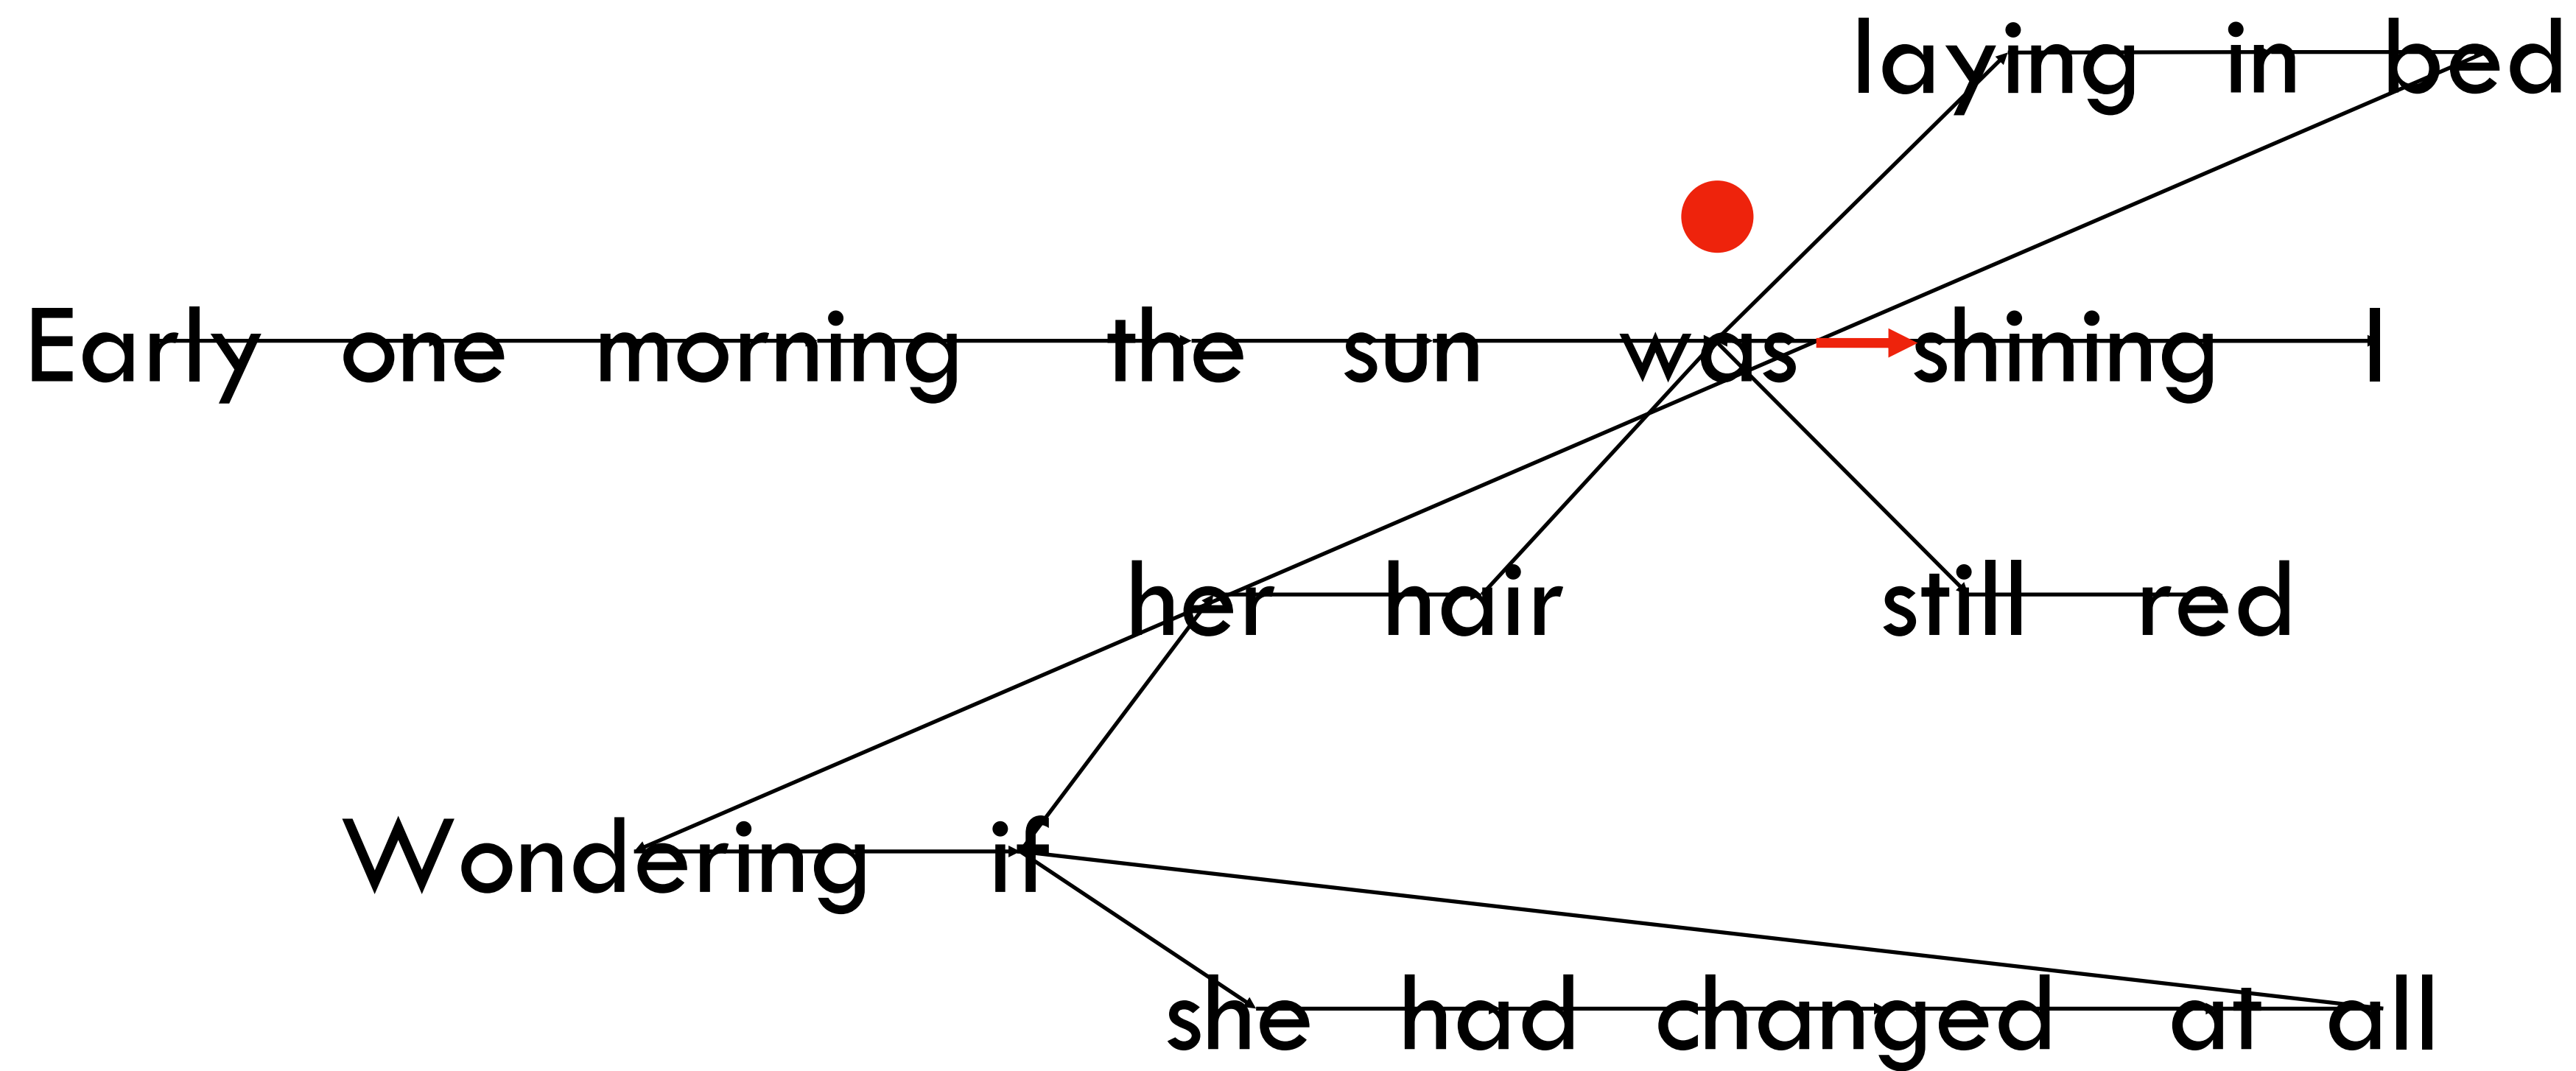 laying in bed
Early one morning the sun was shining I
her hair still red
Wondering if
she had changed at all